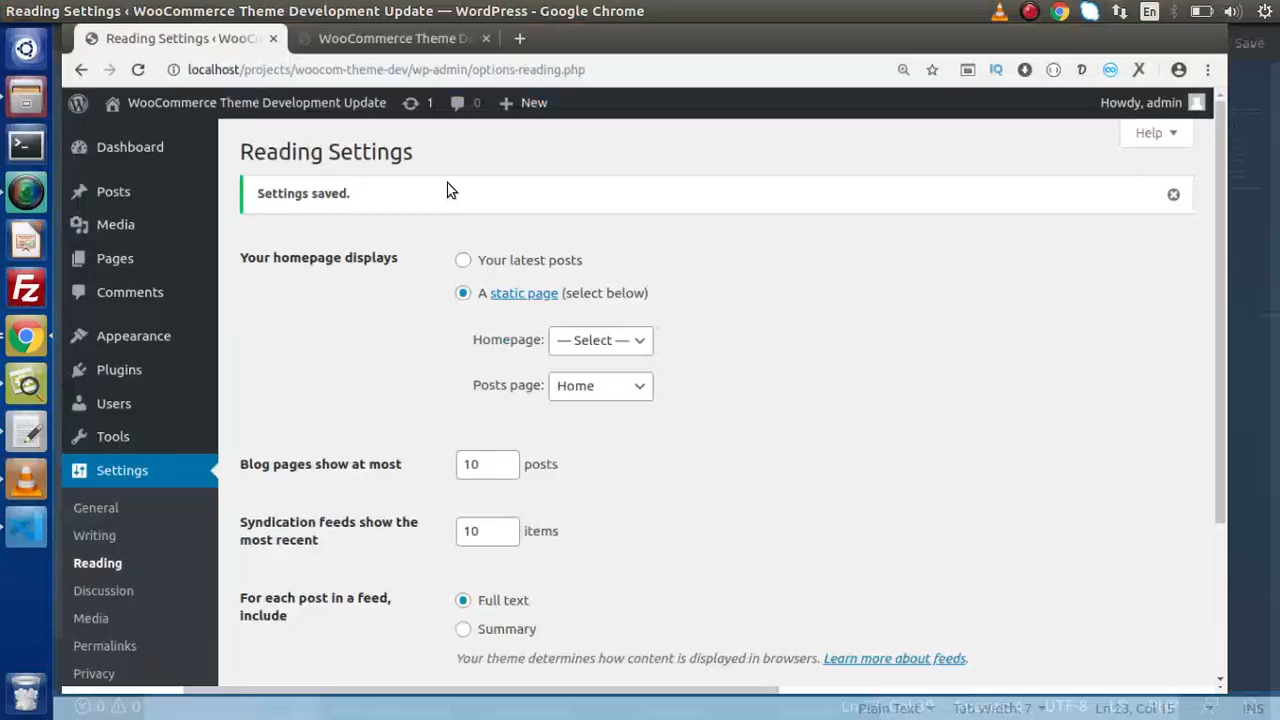 Reading Settings ‹ WooCommerce Theme Development Update — WordPress - Google Chrome
En
Reading Settings ‹ WooCo
WooCommerce Theme D
Save
localhost/projects/woocom-theme-dev/wp-admin/options-reading.php
IQ
WooCommerce Theme Development Update
1
0
New
Howdy, admin
Help
Dashboard
Posts
Media
Pages
Comments
Appearance
Plugins
Users
Tools
Settings
General
Writing
Reading
Discussion
Media
Permalinks
Privacy
Reading Settings
Settings saved.
Your homepage displays
Your latest posts
A static page (select below)
Homepage: — Select —
Posts page: Home
Blog pages show at most
10 posts
Syndication feeds show the
most recent
10 items
For each post in a feed,
include
Full text
Summary
Your theme determines how content is displayed in browsers. Learn more about feeds.
0 0
Plain Text
Tab Width: 7
Ln 23, Col 15
INS